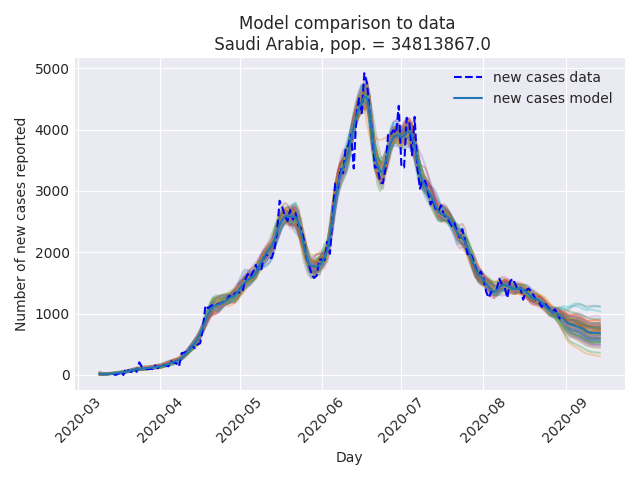 Model comparison to data
Saudi Arabia, pop. = 34813867.0
new cases data
new cases model
Number of new cases reported
5000
4000
3000
2000
1000
0
2020-03
2020-04
2020-05
2020-06
2020-07
2020-08
2020-09
Day